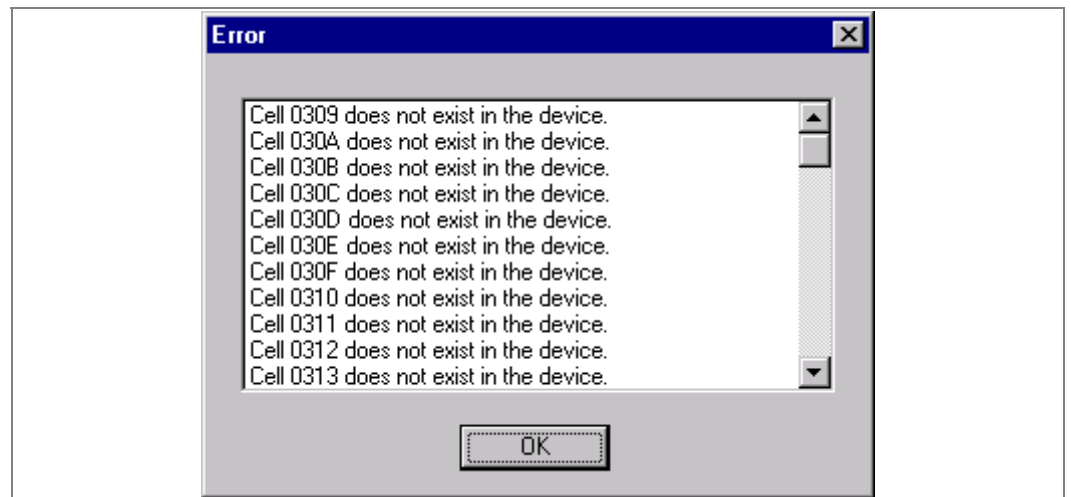 Error
Cell 0309 does not exist in the device.
Cell 030A does not exist in the device.
Cell 030B does not exist in the device.
Cell 030C does not exist in the device.
Cell 030D does not exist in the device.
Cell 030E does not exist in the device.
Cell 030F does not exist in the device.
Cell 0310 does not exist in the device.
Cell 0311 does not exist in the device.
Cell 0312 does not exist in the device.
Cell 0313 does not exist in the device.
OK